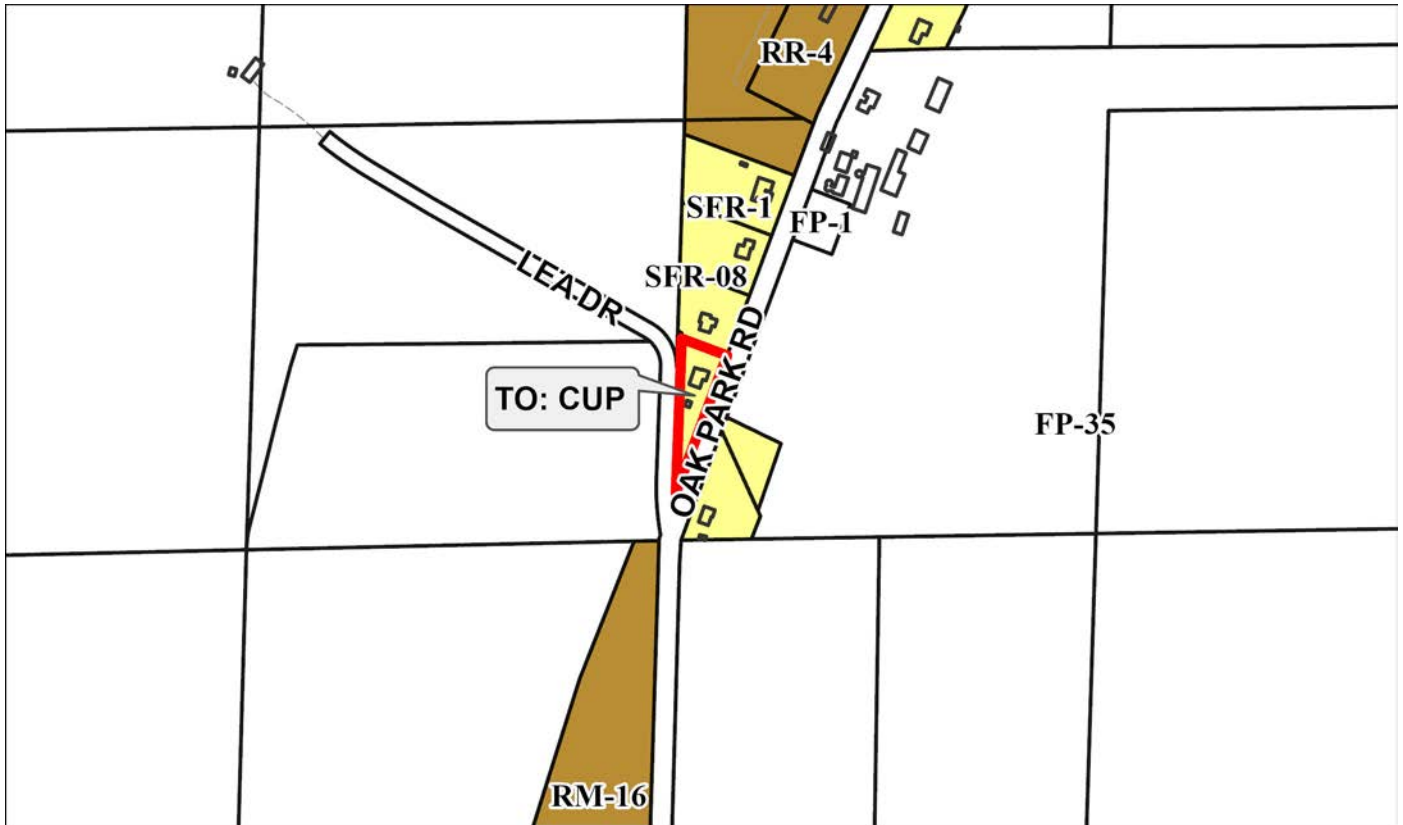 RR-4
SFR-1
FP-1
SFR-08
LEA DR
OAK PARK RD
TO: CUP
FP-35
RM-16